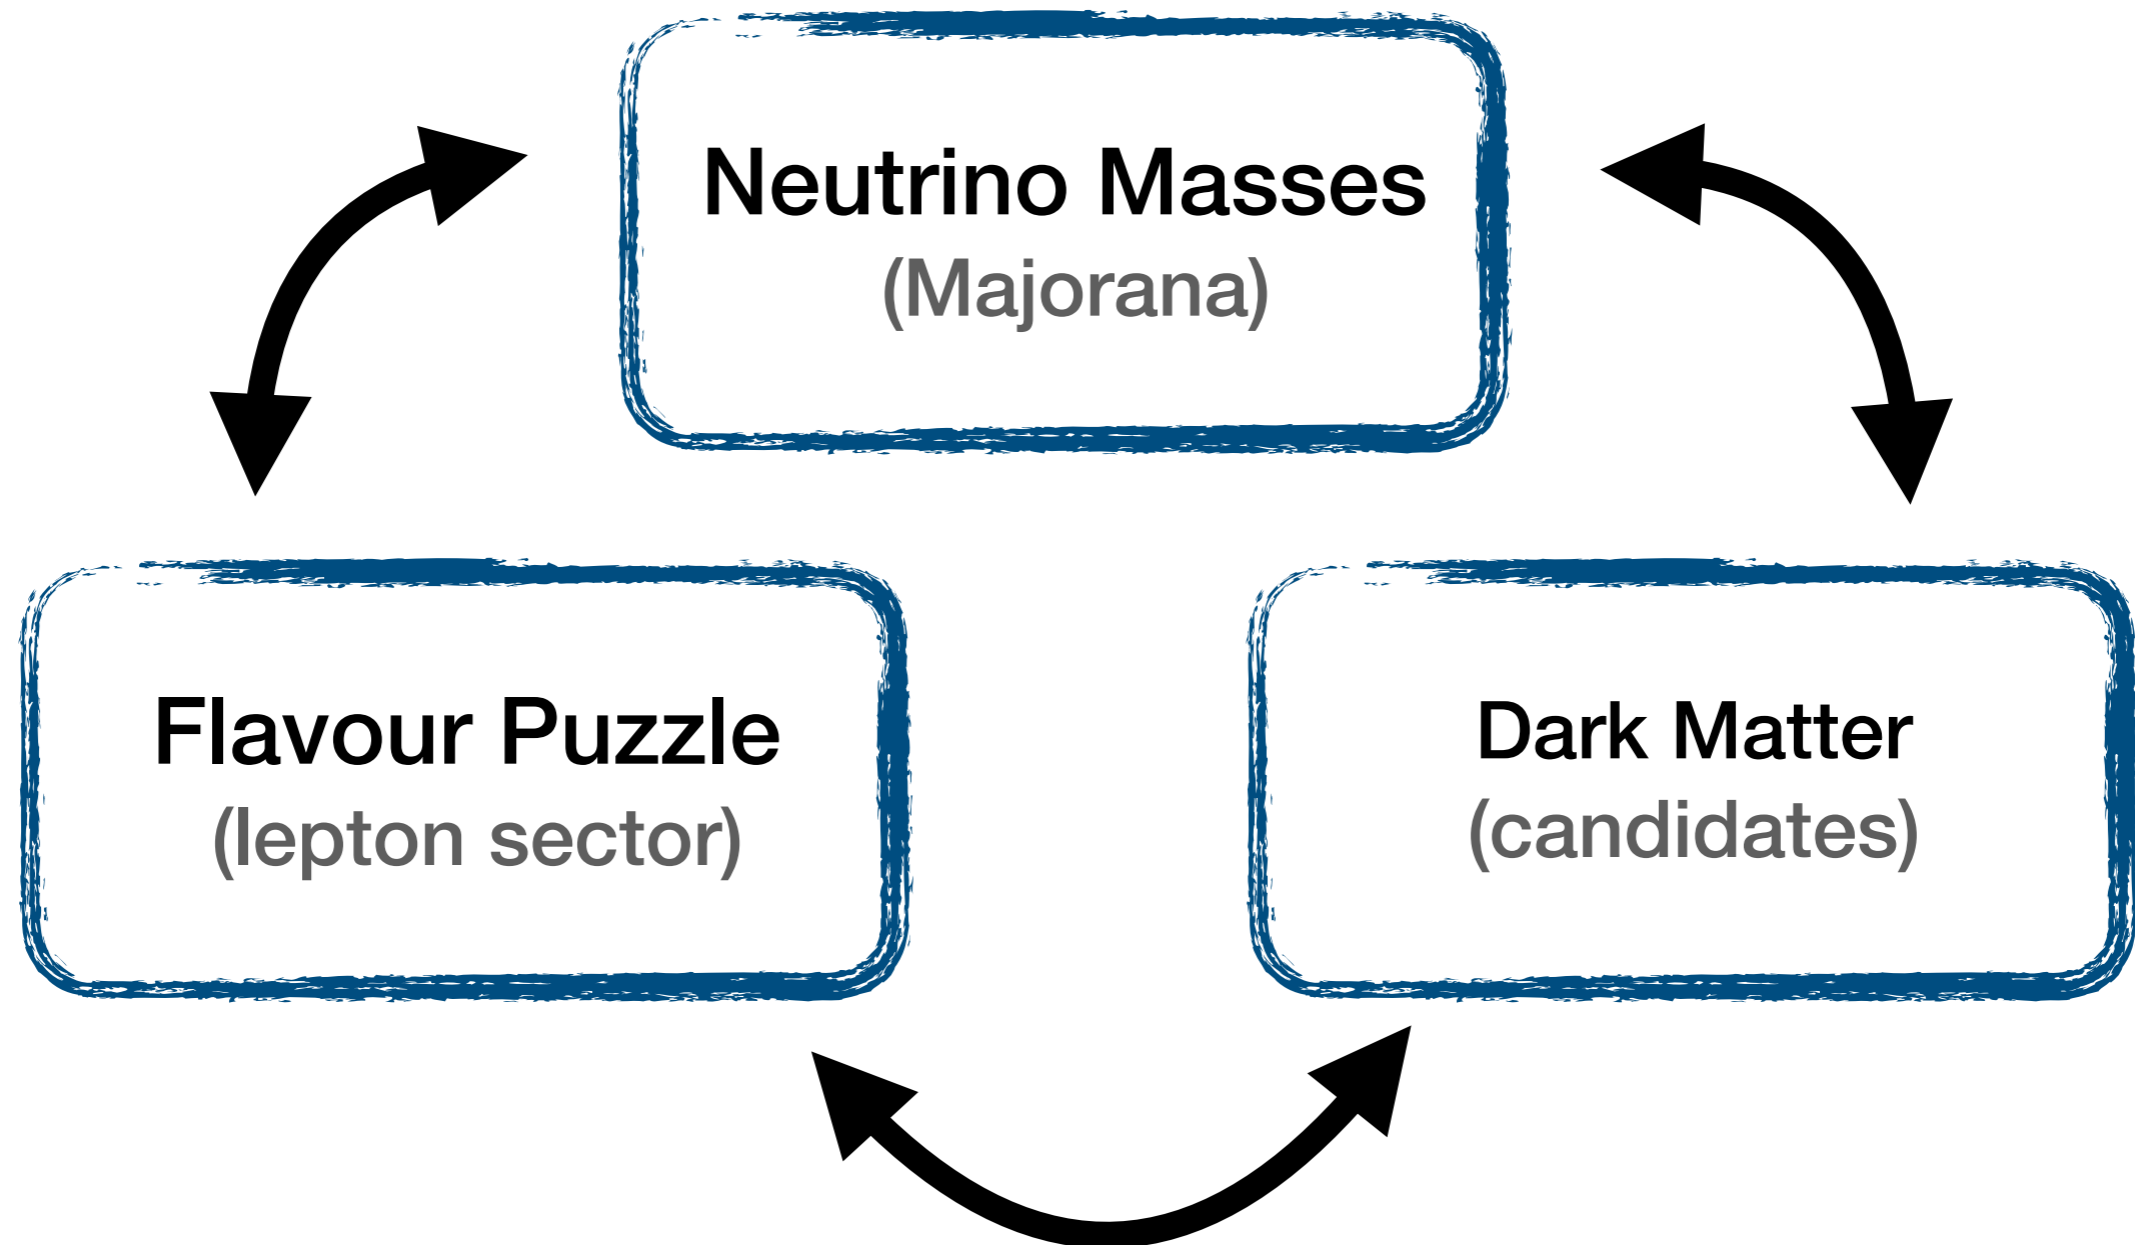 Neutrino Masses
(Majorana)
Flavour Puzzle
(lepton sector)
Dark Matter
(candidates)